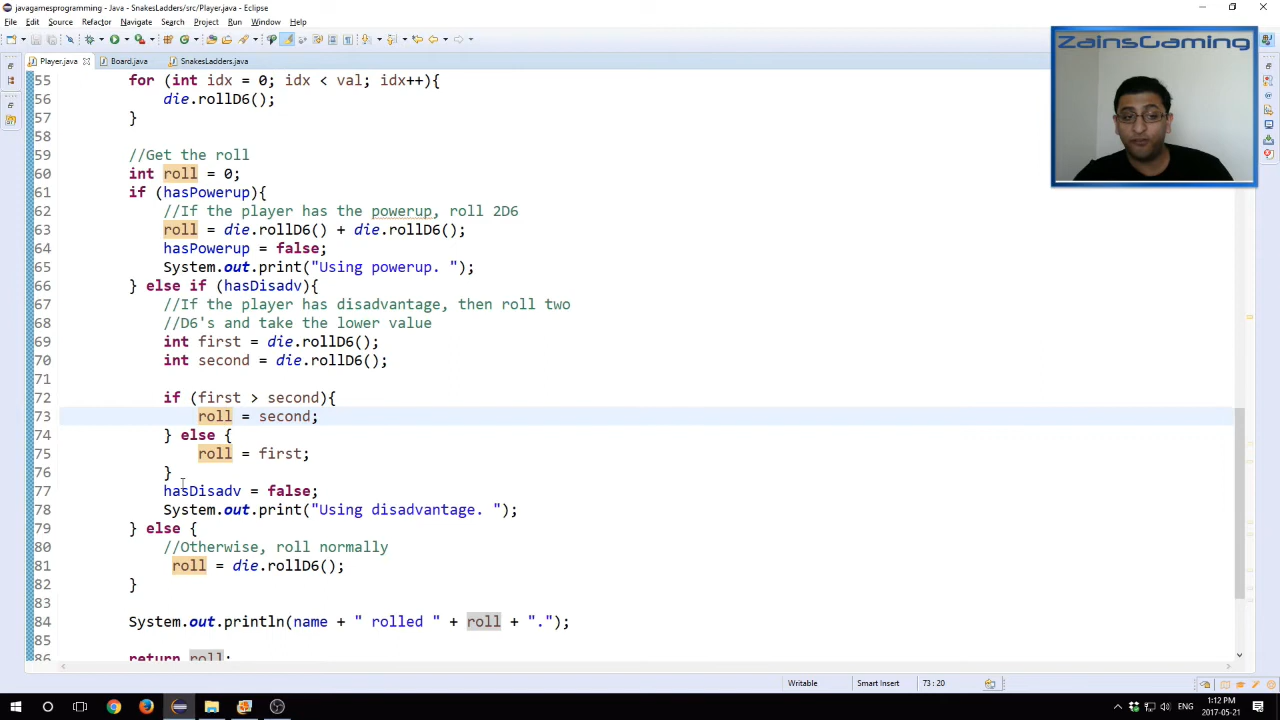 javagamesprogramming - Java - SnakesLadders/src/Player.java - Eclipse
File Edit Source Refactor Navigate Search Project Run Window Help
Player.java Board.java SnakesLadders.java
ZainsGaming
55 for (int idx = 0; idx < val; idx++){
56 die.rollD6();
57 }
58
59 //Get the roll
60 int roll = 0;
61 if (hasPowerup){
62 //If the player has the powerup, roll 2D6
63 roll = die.rollD6() + die.rollD6();
64 hasPowerup = false;
65 System.out.print("Using powerup. ");
66 } else if (hasDisadv){
67 //If the player has disadvantage, then roll two
68 //D6's and take the lower value
69 int first = die.rollD6();
70 int second = die.rollD6();
71
72 if (first > second){
73 roll = second;
74 } else {
75 roll = first;
76 }
77 hasDisadv = false;
78 System.out.print("Using disadvantage. ");
79 } else {
80 //Otherwise, roll normally
81 roll = die.rollD6();
82 }
83
84 System.out.println(name + " rolled " + roll + ".");
85
86 return roll;
Writable Smart Insert 73 : 20
ENG 1:12 PM
2017-05-21